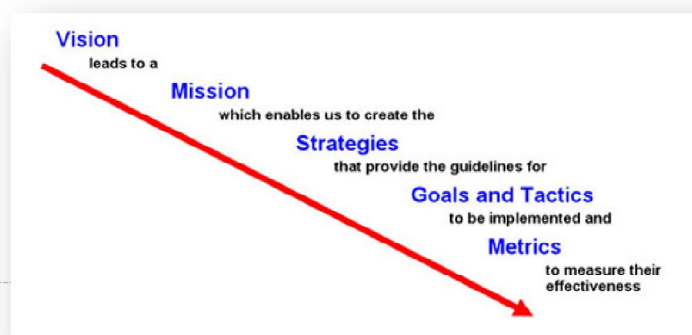 Vision
leads to a
Mission
which enables us to create the
Strategies
that provide the guidelines for
Goals and Tactics
to be implemented and
Metrics
to measure their
effectiveness